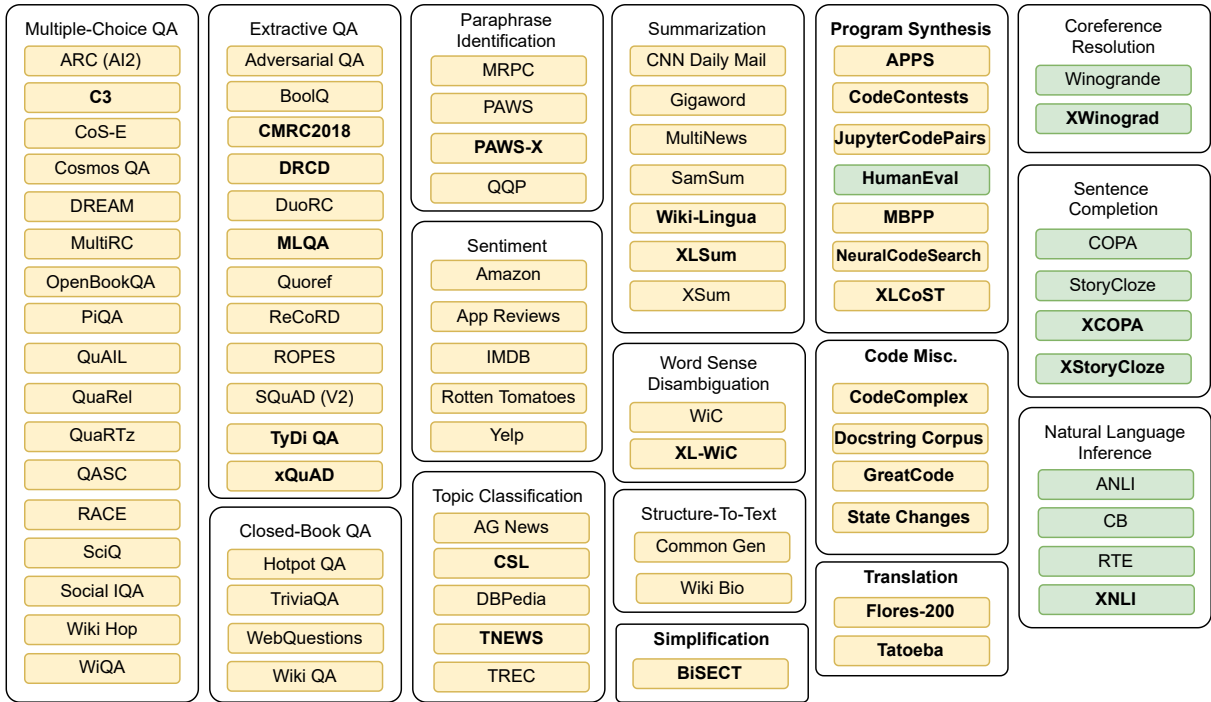 Multiple-Choice QA
ARC (AI2)
C3
CoS-E
Cosmos QA
DREAM
MultiRC
OpenBookQA
PiQA
QuAIL
QuaRel
QuaRTz
QASC
RACE
SciQ
Social IQA
Wiki Hop
WiQA
Extractive QA
Adversarial QA
BoolQ
CMRC2018
DRCD
DuoRC
MLQA
Quoref
ReCoRD
ROPES
SQuAD (V2)
TyDi QA
xQuAD
Closed-Book QA
Hotpot QA
TriviaQA
WebQuestions
Wiki QA
Paraphrase
Identification
MRPC
PAWS
PAWS-X
QQP
Sentiment
Amazon
App Reviews
IMDB
Rotten Tomatoes
Yelp
Topic Classification
AG News
CSL
DBPedia
TNEWS
TREC
Summarization
CNN Daily Mail
Gigaword
MultiNews
SamSum
Wiki-Lingua
XLSum
XSum
Word Sense
Disambiguation
WiC
XL-WiC
Structure-To-Text
Common Gen
Wiki Bio
Simplification
BiSECT
Program Synthesis
APPS
CodeContests
JupyterCodePairs
HumanEval
MBPP
NeuralCodeSearch
XLCoST
Code Misc.
CodeComplex
Docstring Corpus
GreatCode
State Changes
Translation
Flores-200
Tatoeba
Coreference
Resolution
Winogrande
XWinograd
Sentence
Completion
COPA
StoryCloze
XCOPA
XStoryCloze
Natural Language
Inference
ANLI
CB
RTE
XNLI